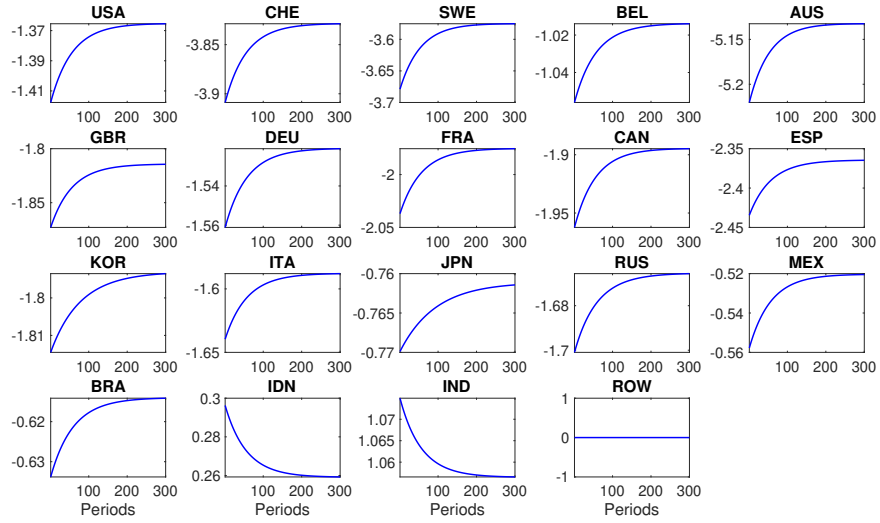 USA CHE SWE BEL AUS
-1.37 -3.85 -3.6 -1.02 -5.15
-1.39 -3.65 -1.04 -5.2
-1.41 -3.9 -3.7
100 200 300 100 200 300 100 200 300 100 200 300 100 200 300
GBR DEU FRA CAN ESP
-1.8 -1.54 -2 -1.9 -2.35
-1.85 -1.56 -2.05 -1.95 -2.4
-2.45
100 200 300 100 200 300 100 200 300 100 200 300 100 200 300
KOR ITA JPN RUS MEX
-1.8 -1.6 -0.76 -1.68 -0.52
-1.81 -1.65 -0.765 -1.7 -0.54
-0.77 -0.56
100 200 300 100 200 300 100 200 300 100 200 300 100 200 300
BRA IDN IND ROW
-0.62 0.3 1.07 1
-0.63 0.28 1.065 0
0.26 1.06 -1
100 200 300 100 200 300 100 200 300 100 200 300
Periods Periods Periods Periods